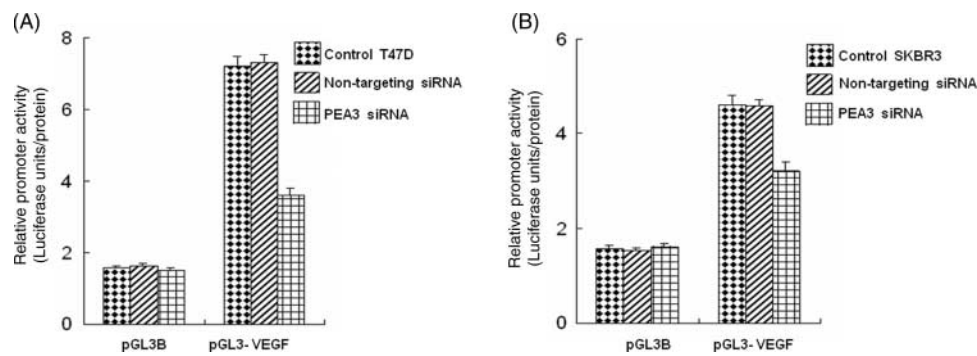 (A)
Relative promoter activity
(Luciferase units/protein)
8
6
4
2
0
Control T47D
Non-targeting siRNA
PEA3 siRNA
pGL3B
pGL3- VEGF
(B)
Relative promoter activity
(Luciferase units/protein)
6
4
2
0
Control SKBR3
Non-targeting siRNA
PEA3 siRNA
pGL3B
pGL3-VEGF